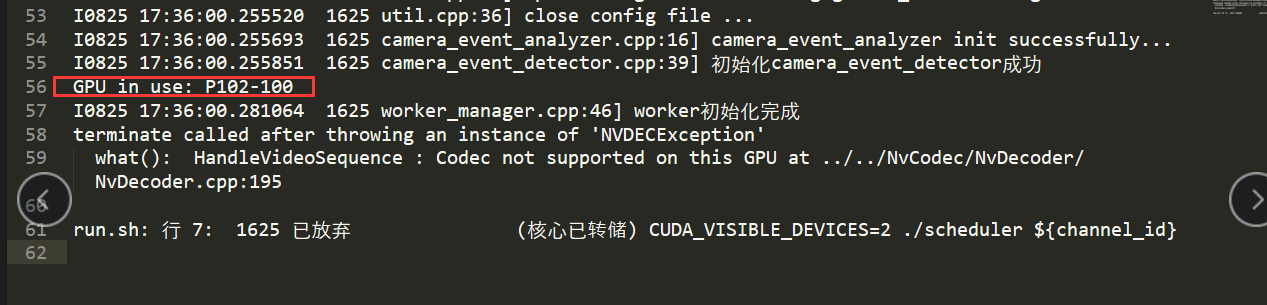 53 I0825 17:36:00.255520 1625 util.cpp:36] close config file ...
54 I0825 17:36:00.255693 1625 camera_event_analyzer.cpp:16] camera_event_analyzer init successfully...
55 I0825 17:36:00.255851 1625 camera_event_detector.cpp:39] 初始化camera_event_detector成功
56 GPU in use: P102-100
57 I0825 17:36:00.281064 1625 worker_manager.cpp:46] worker初始化完成
58 terminate called after throwing an instance of 'NVDECException'
59 what(): HandleVideoSequence : Codec not supported on this GPU at ../../NvCodec/NvDecoder/
NvDecoder.cpp:195
60
61 run.sh: 行 7: 1625 已放弃 (核心已转储) CUDA_VISIBLE_DEVICES=2 ./scheduler ${channel_id}
62